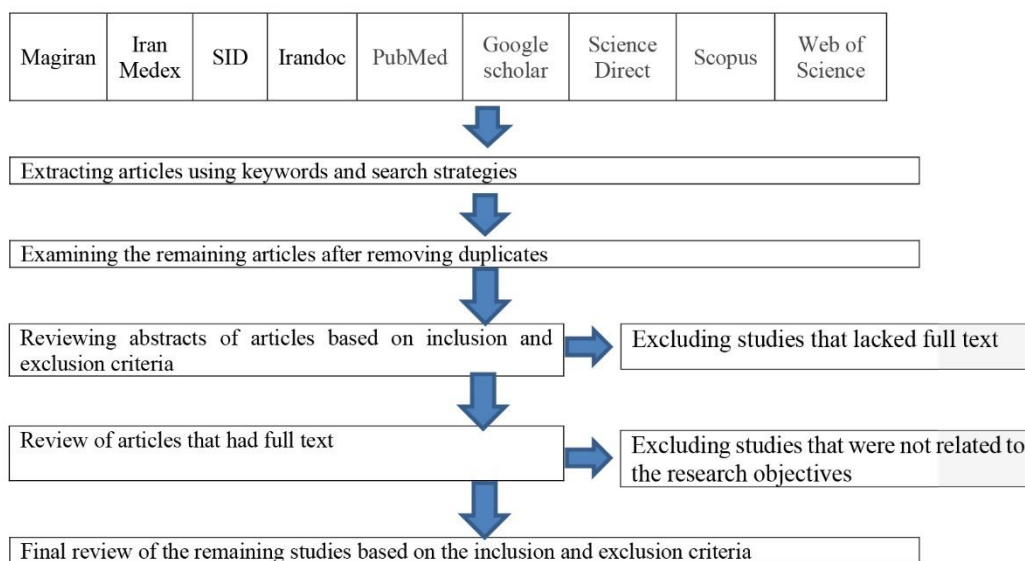 Magiran
Iran
Medex
SID
Irandoc
PubMed
Google
scholar
Science
Direct
Scopus
Web of
Science
Extracting articles using keywords and search strategies
Examining the remaining articles after removing duplicates
Reviewing abstracts of articles based on inclusion and
exclusion criteria
Excluding studies that lacked full text
Review of articles that had full text
Excluding studies that were not related to
the research objectives
Final review of the remaining studies based on the inclusion and exclusion criteria